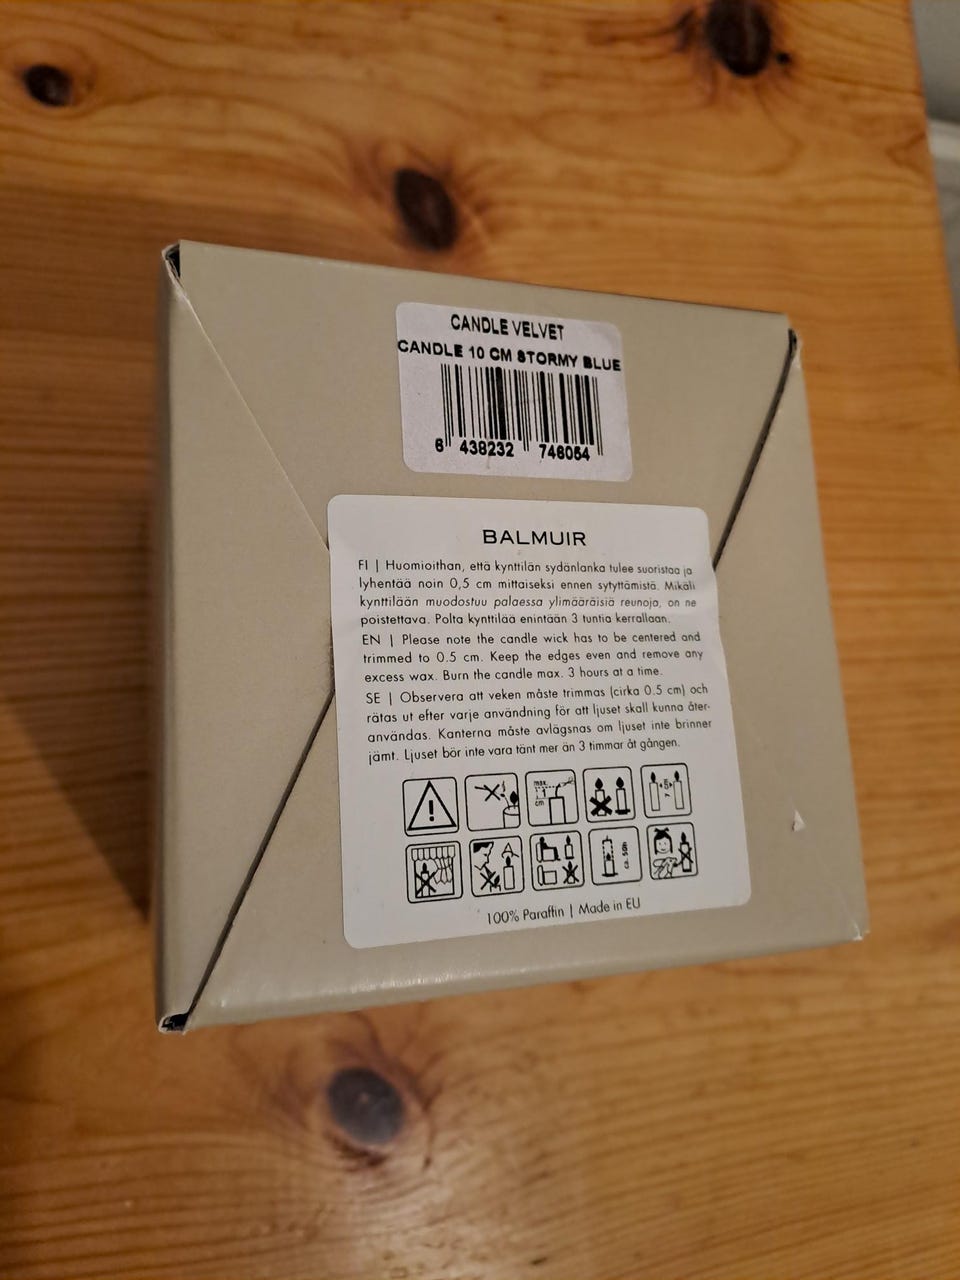 CANDLE VELVET
CANDLE 10 CM STORMY BLUE
6 438232 746054
BALMUIR
FI | Huomioithan, että kynttilän sydänlanka tulee suoristaa ja
lyhentää noin 0,5 cm mittaiseksi ennen sytyttämistä. Mikäli
kynttilään muodostuu palaessa ylimääräisiä reunoja, on ne
poistettava. Polta kynttilää enintään 3 tuntia kerrallaan.
EN | Please note the candle wick has to be centered and
trimmed to 0.5 cm. Keep the edges even and remove any
excess wax. Burn the candle max. 3 hours at a time.
SE | Observera att veken måste trimmas (cirka 0.5 cm) och
rätas ut efter varje användning för att ljuset skall kunna åter-
användas. Kanterna måste avlägsnas om ljuset inte brinner
jämt. Ljuset bör inte vara tänt mer än 3 timmar åt gången.
max.
1
cm
ca. 50h
100% Paraffin | Made in EU